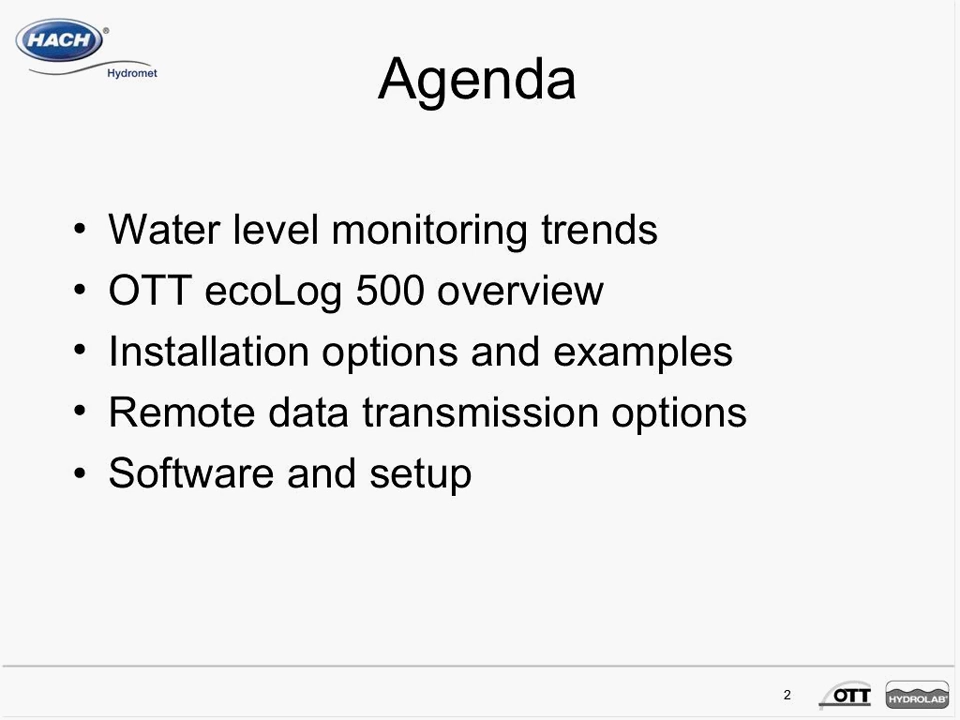 HACH®
Hydromet
Agenda
• Water level monitoring trends
• OTT ecoLog 500 overview
• Installation options and examples
• Remote data transmission options
• Software and setup
2
OTT
HYDROLAB®